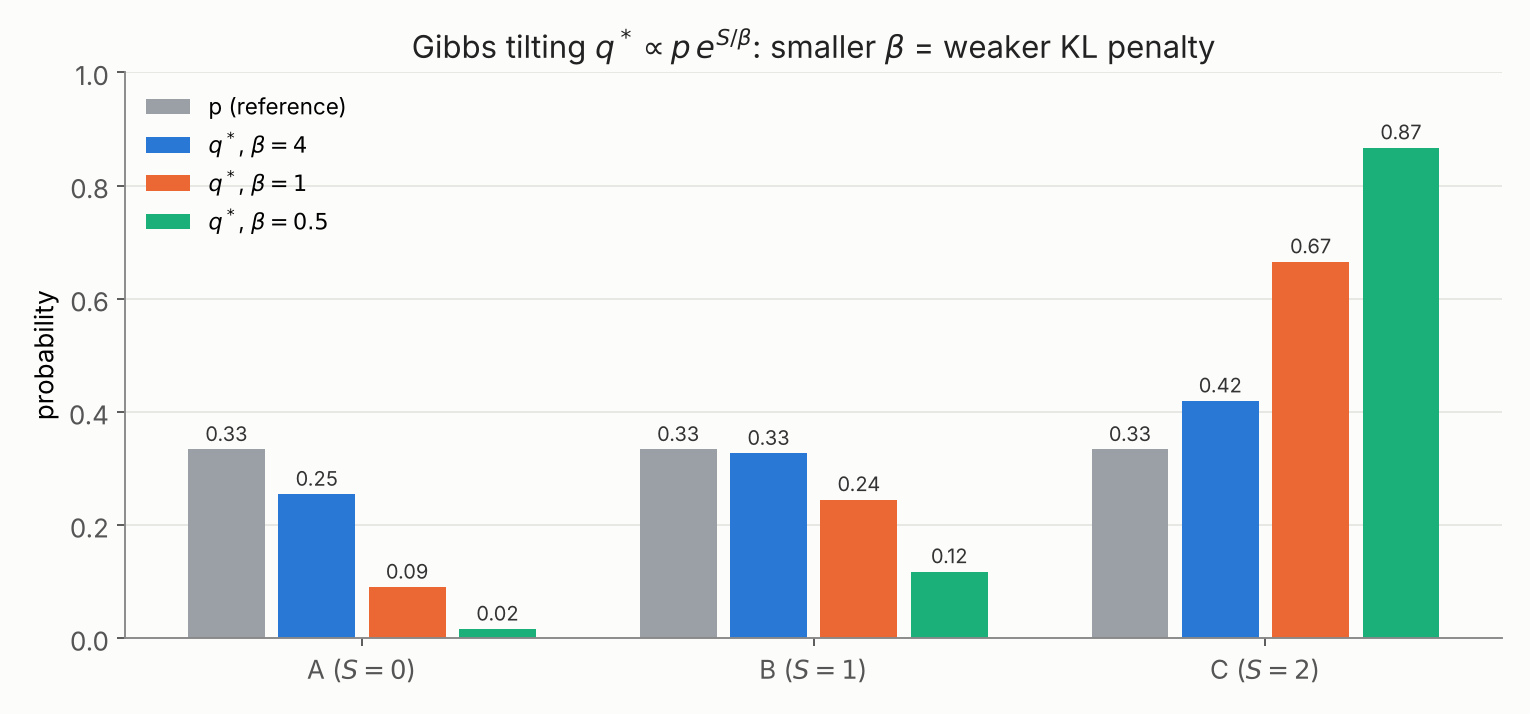 Gibbs tilting q* ∝ p e^{S/β}: smaller β = weaker KL penalty
1.0
0.8
0.6
0.4
0.2
0.0
probability
p (reference)
q*, β = 4
q*, β = 1
q*, β = 0.5
0.33
0.25
0.09
0.02
0.33
0.33
0.24
0.12
0.33
0.42
0.67
0.87
A (S = 0)
B (S = 1)
C (S = 2)